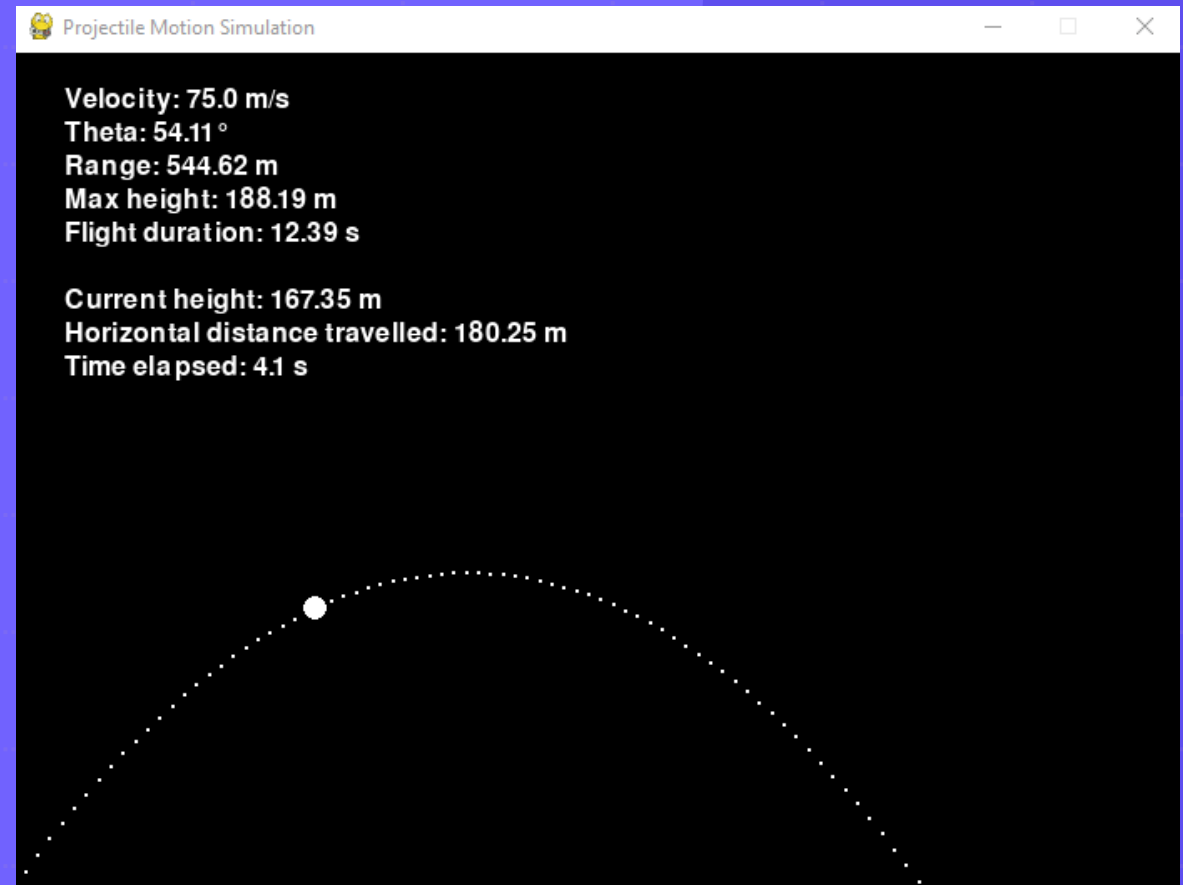 Projectile Motion Simulation
Velocity: 75.0 m/s
Theta: 54.11°
Range: 544.62 m
Max height: 188.19 m
Flight duration: 12.39 s
Current height: 167.35 m
Horizontal distance travelled: 180.25 m
Time elapsed: 4.1 s